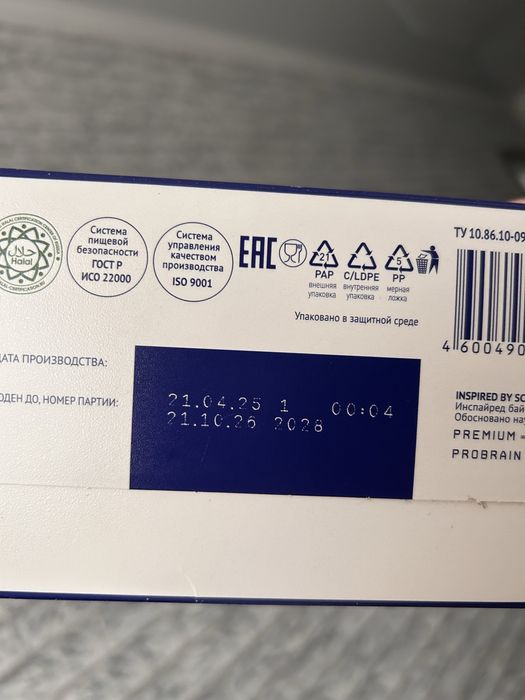 Halal
Система
пищевой
безопасности
ГОСТ Р
ИСО 22000
Система
управления
качеством
производства
ISO 9001
EAC
21
PAP
внешняя
упаковка
C/LDPE
внутренняя
упаковка
5
PP
мерная
ложка
ТУ 10.86.10-09
Упаковано в защитной среде
4 600490
ДАТА ПРОИЗВОДСТВА:
ОДЕН ДО, НОМЕР ПАРТИИ:
21.04.25 1 00:04
21.10.26 2028
INSPIRED BY SC
Инспайред бай
Обосновано на
PREMIUM –
PROBRAIN